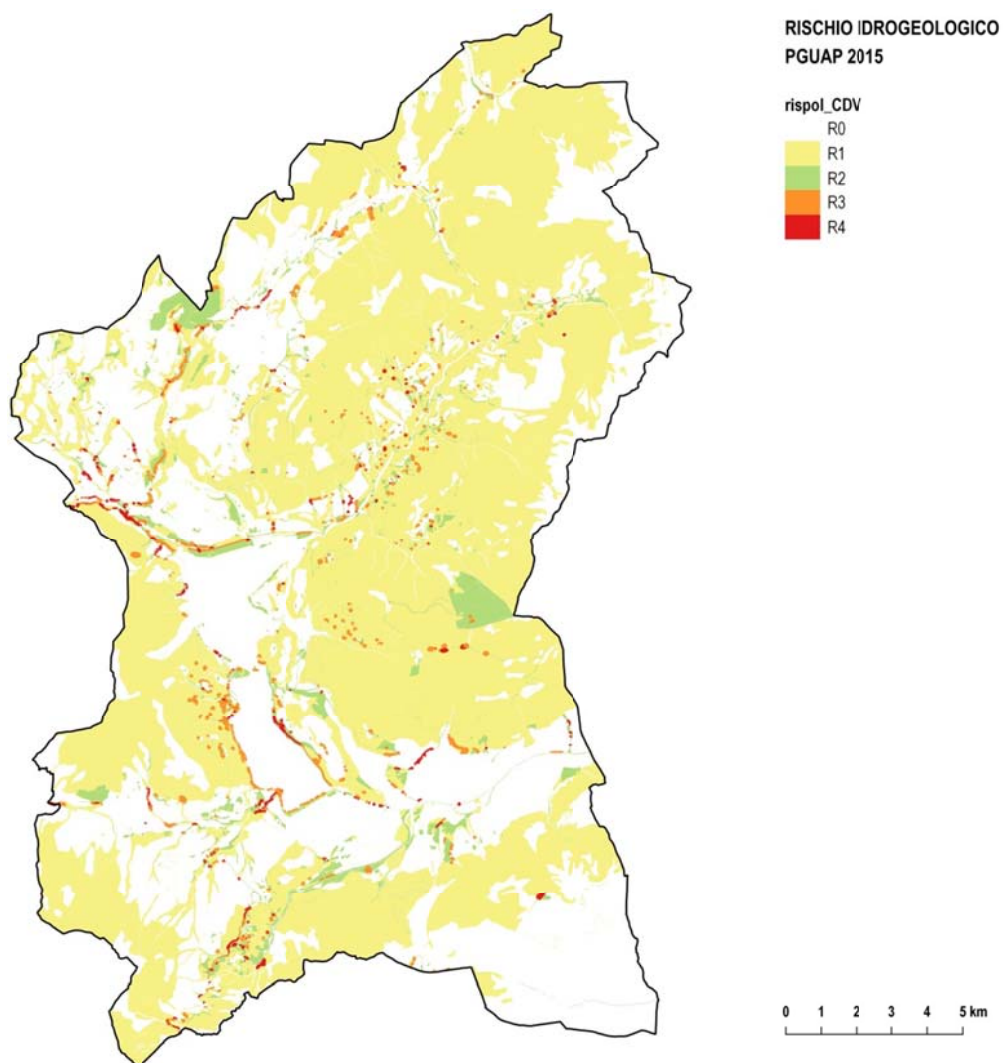 RISCHIO IDROGEOLOGICO
PGUAP 2015
rispol_CDV
R0
R1
R2
R3
R4
0 1 2 3 4 5 km